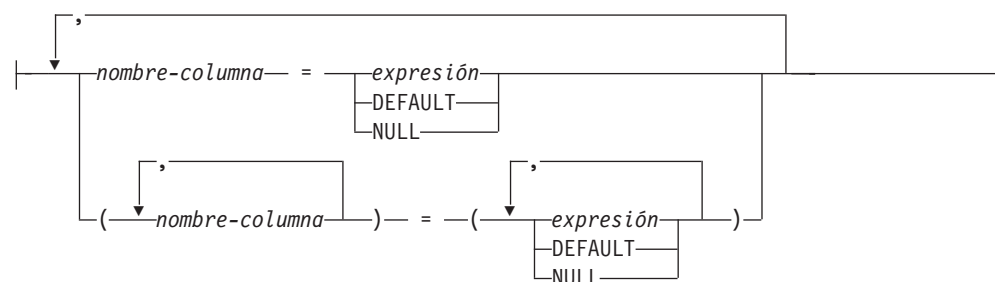 ,
nombre-columna = expresión
DEFAULT
NULL
, ,
( nombre-columna ) = ( expresión )
DEFAULT
NULL